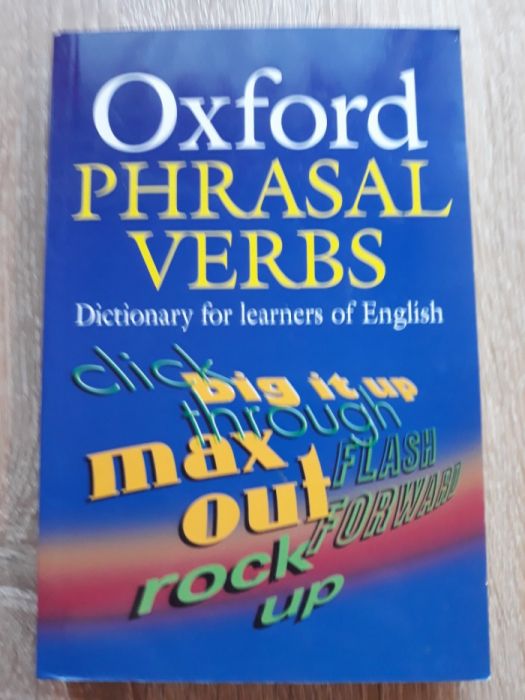 Oxford
PHRASAL
VERBS
Dictionary for learners of English
click
big it up
through
max
FLASH
out
FORWARD
rock
up